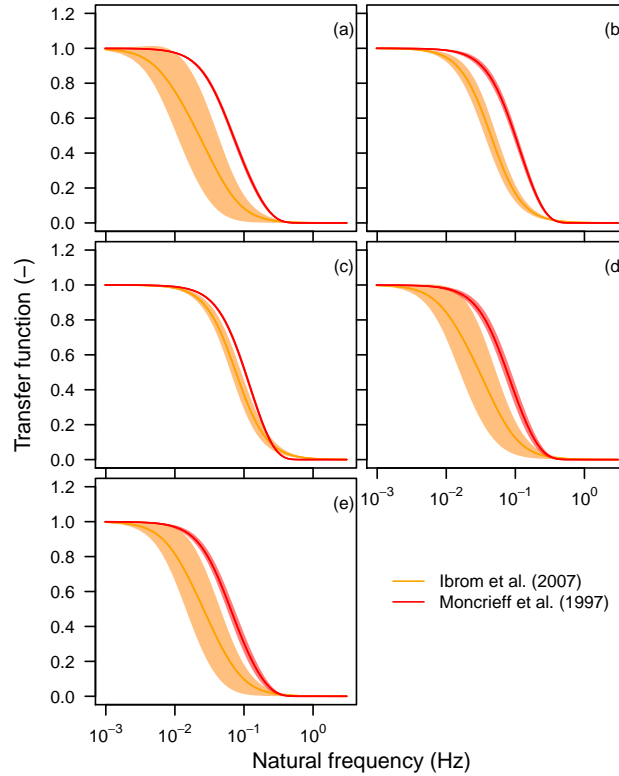 1.2
1.0
0.8
0.6
0.4
0.2
0.0
(a)
(b)
1.2
1.0
0.8
0.6
0.4
0.2
0.0
(c)
(d)
10⁻³ 10⁻² 10⁻¹ 10⁰
1.2
1.0
0.8
0.6
0.4
0.2
0.0
(e)
10⁻³ 10⁻² 10⁻¹ 10⁰
Ibrom et al. (2007)
Moncrieff et al. (1997)
Transfer function (−)
Natural frequency (Hz)